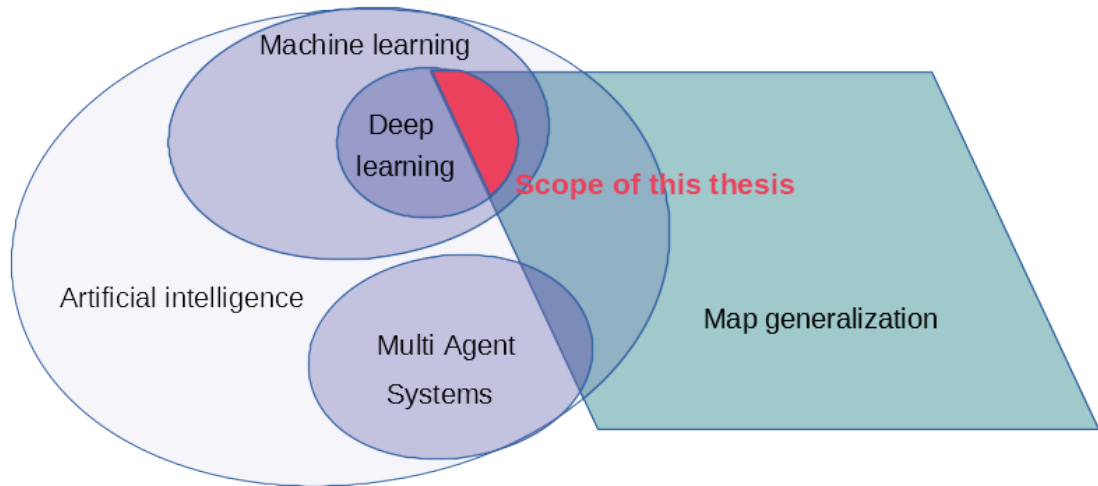 Machine learning
Deep
learning
Scope of this thesis
Artificial intelligence
Map generalization
Multi Agent
Systems